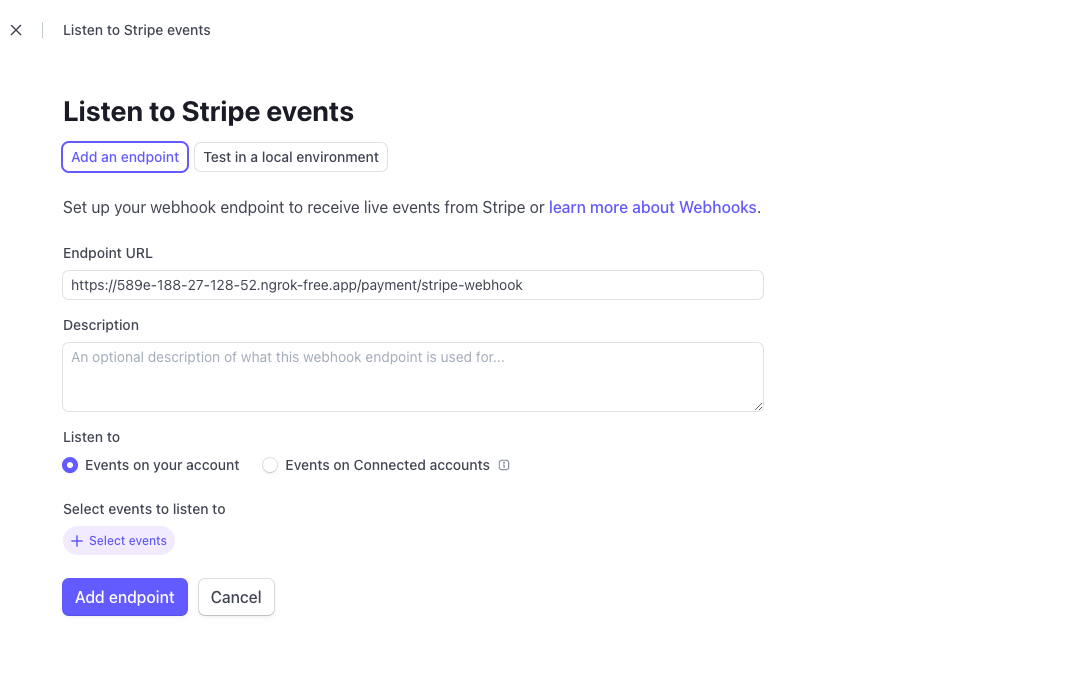 Listen to Stripe events
Listen to Stripe events
Add an endpoint Test in a local environment
Set up your webhook endpoint to receive live events from Stripe or learn more about Webhooks.
Endpoint URL
https://589e-188-27-128-52.ngrok-free.app/payment/stripe-webhook
Description
An optional description of what this webhook endpoint is used for...
Listen to
Events on your account Events on Connected accounts
Select events to listen to
Select events
Add endpoint Cancel